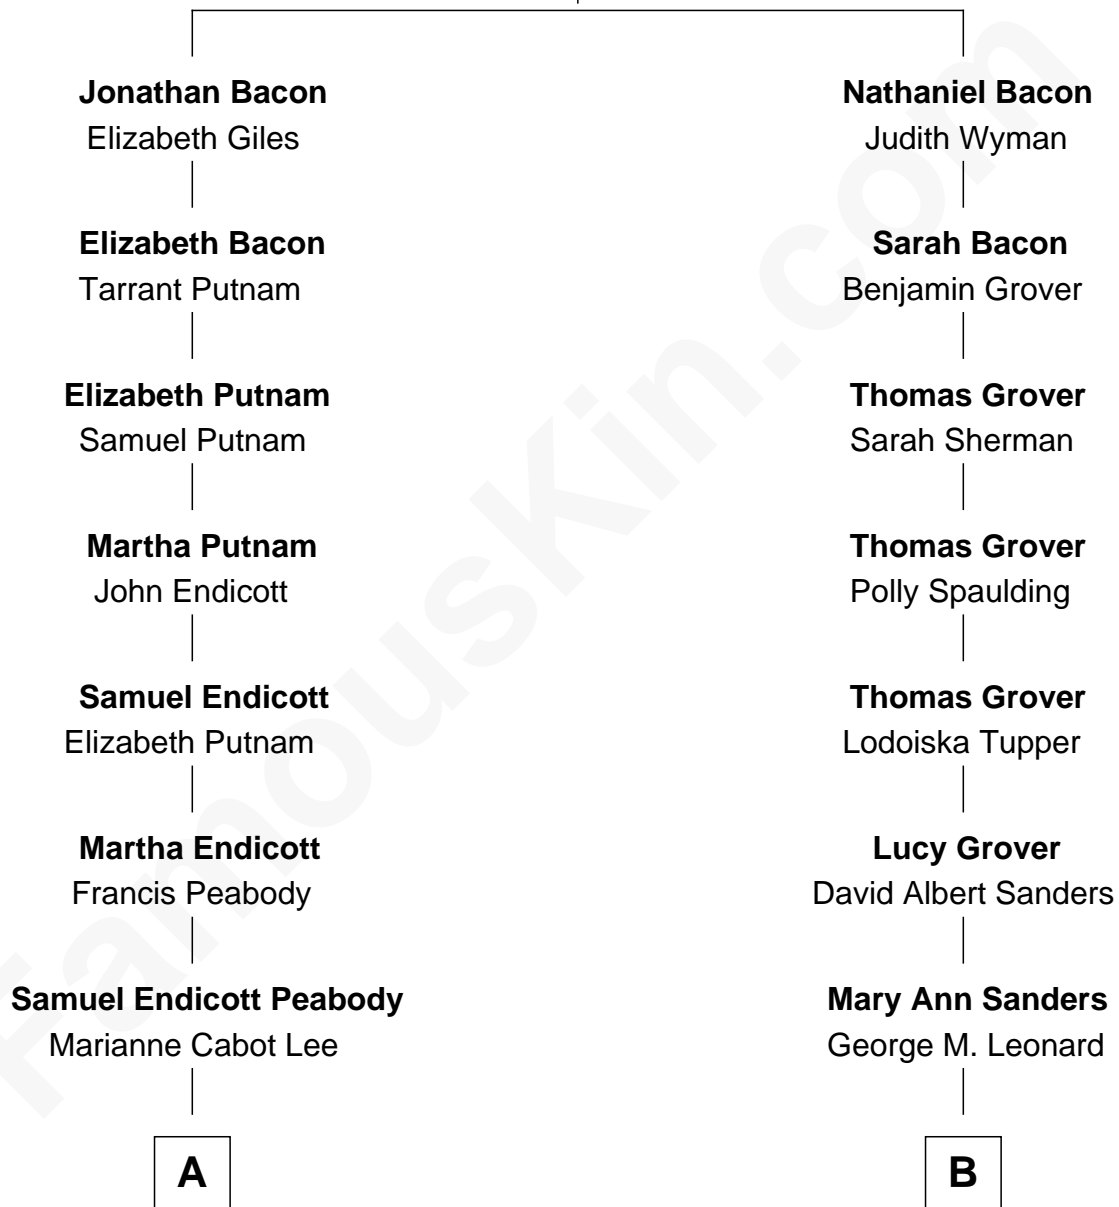 Jonathan Bacon
Elizabeth Giles
Elizabeth Bacon
Tarrant Putnam
Elizabeth Putnam
Samuel Putnam
Martha Putnam
John Endicott
Samuel Endicott
Elizabeth Putnam
Martha Endicott
Francis Peabody
Samuel Endicott Peabody
Marianne Cabot Lee
A
Nathaniel Bacon
Judith Wyman
Sarah Bacon
Benjamin Grover
Thomas Grover
Sarah Sherman
Thomas Grover
Polly Spaulding
Thomas Grover
Lodoiska Tupper
Lucy Grover
David Albert Sanders
Mary Ann Sanders
George M. Leonard
B
FamousKin.com